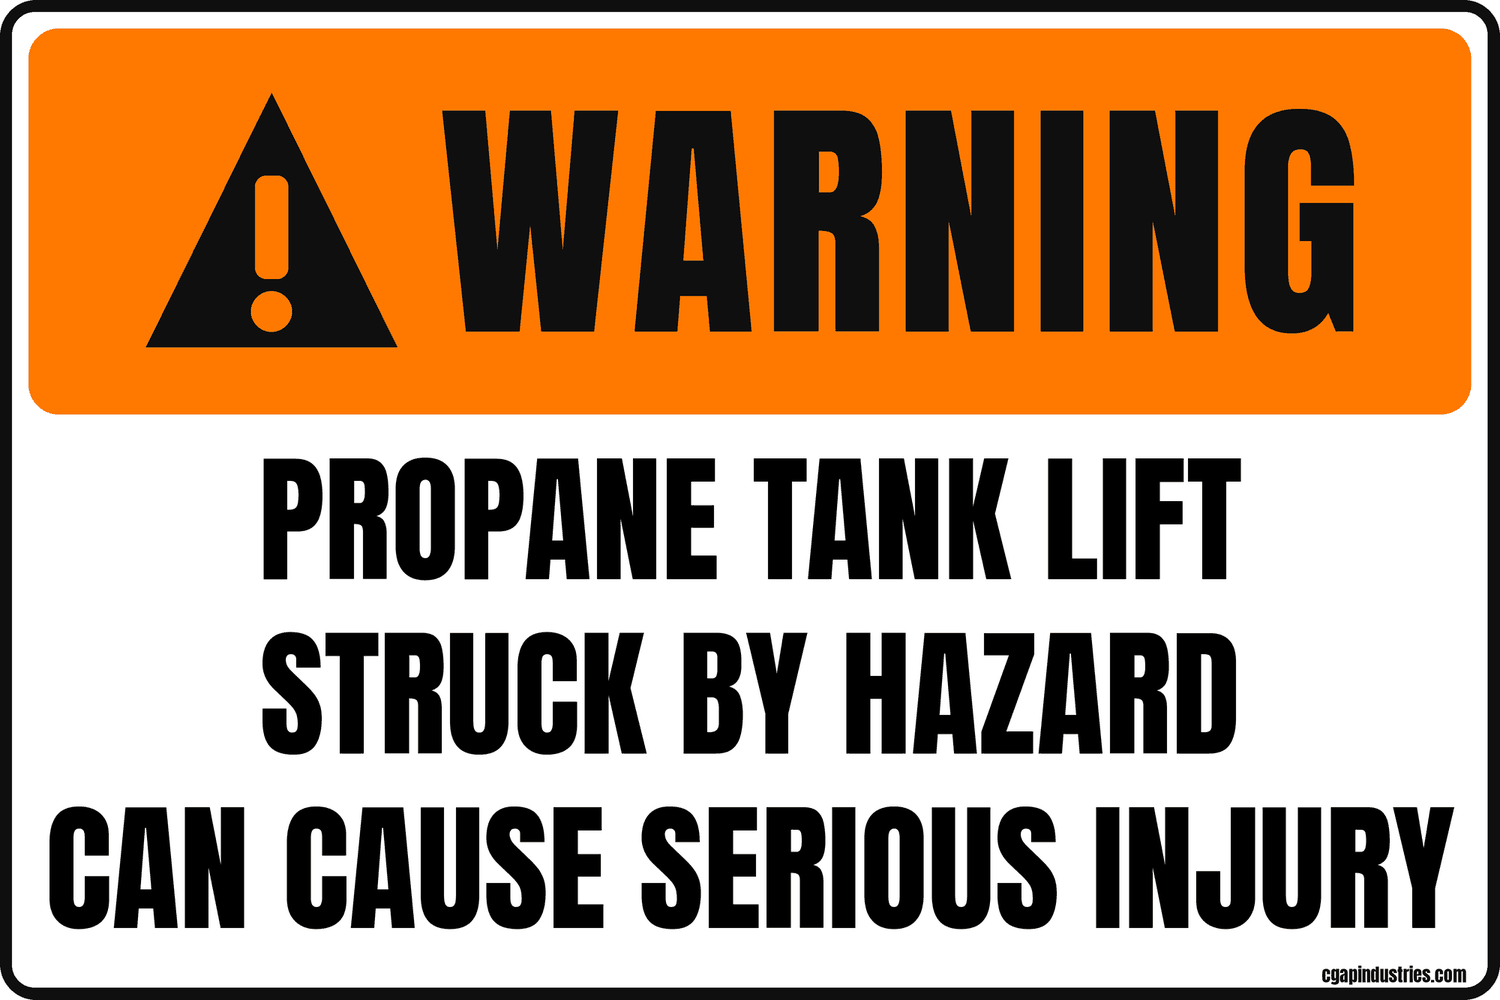 WARNING
PROPANE TANK LIFT
STRUCK BY HAZARD
CAN CAUSE SERIOUS INJURY
cgapindustries.com